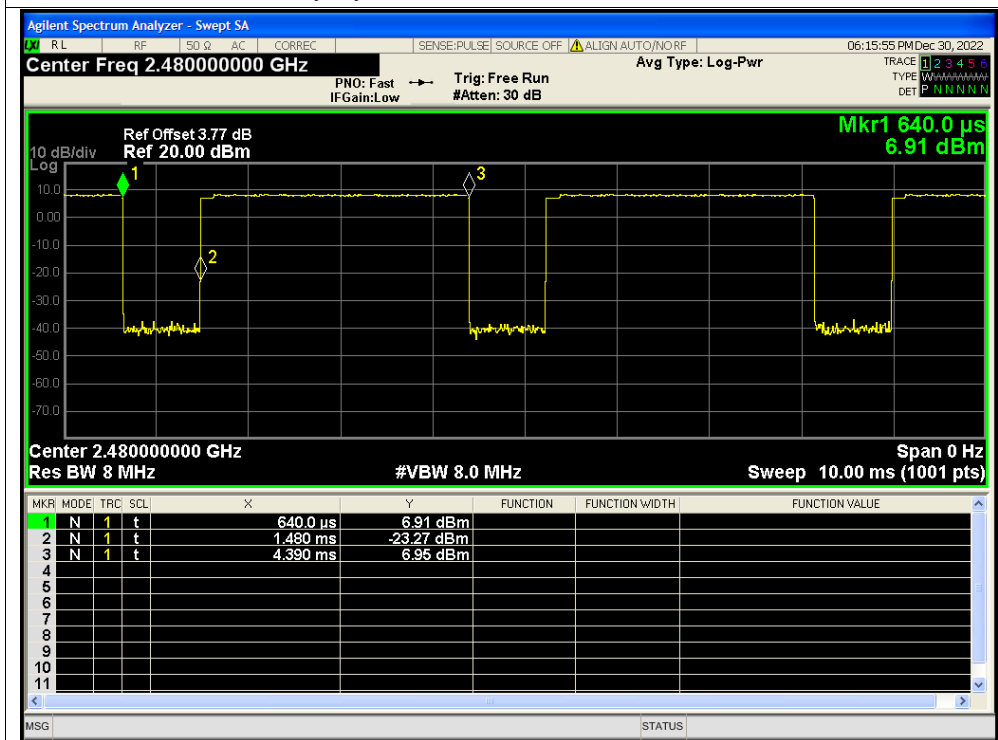 Agilent Spectrum Analyzer - Swept SA
LXI RL RF 50 Ω AC CORREC SENSE:PULSE SOURCE OFF ALIGN AUTO/NO RF 06:15:55 PM Dec 30, 2022
Center Freq 2.480000000 GHz Avg Type: Log-Pwr TRACE 1 2 3 4 5 6
PNO: Fast Trig: Free Run TYPE WWWWWW
IFGain:Low #Atten: 30 dB DET P N N N N N
Mkr1 640.0 µs
Ref Offset 3.77 dB
10 dB/div Ref 20.00 dBm 6.91 dBm
Log
1
3
10.0
0.00
-10.0
2
-20.0
-30.0
-40.0
-50.0
-60.0
-70.0
Center 2.480000000 GHz Span 0 Hz
Res BW 8 MHz #VBW 8.0 MHz Sweep 10.00 ms (1001 pts)
MKR MODE TRC SCL X Y FUNCTION FUNCTION WIDTH FUNCTION VALUE
1 N 1 t 640.0 µs 6.91 dBm
2 N 1 t 1.480 ms -23.27 dBm
3 N 1 t 4.390 ms 6.95 dBm
4
5
6
7
8
9
10
11
MSG STATUS